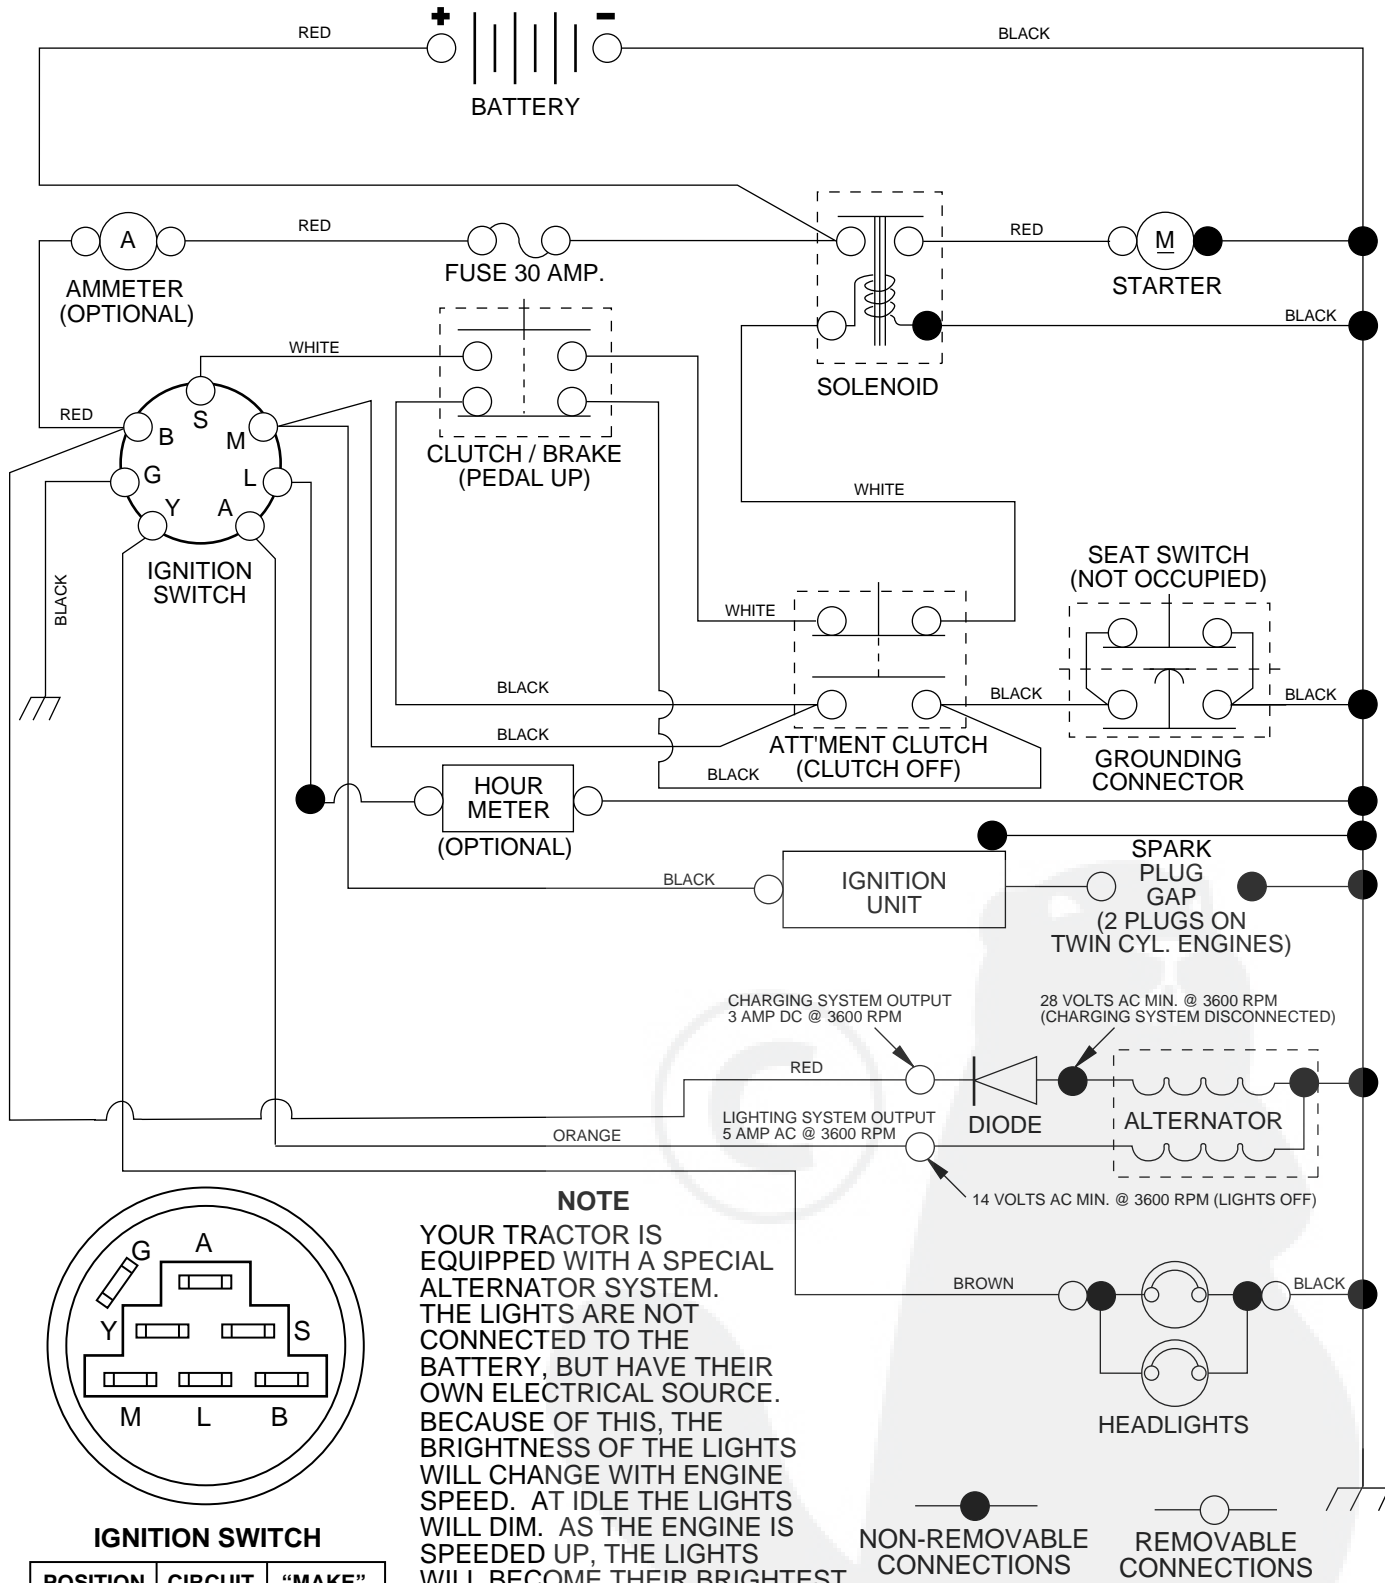 +
−
RED
BLACK
BATTERY
RED
A
AMMETER
(OPTIONAL)
FUSE 30 AMP.
RED
M
STARTER
BLACK
SOLENOID
WHITE
RED
S
B
M
G
L
Y
A
IGNITION
SWITCH
BLACK
CLUTCH / BRAKE
(PEDAL UP)
WHITE
SEAT SWITCH
(NOT OCCUPIED)
WHITE
BLACK
BLACK
BLACK
BLACK
BLACK
ATT'MENT CLUTCH
(CLUTCH OFF)
GROUNDING
CONNECTOR
HOUR
METER
(OPTIONAL)
BLACK
IGNITION
UNIT
SPARK
PLUG
GAP
(2 PLUGS ON
TWIN CYL. ENGINES)
CHARGING SYSTEM OUTPUT
3 AMP DC @ 3600 RPM
28 VOLTS AC MIN. @ 3600 RPM
(CHARGING SYSTEM DISCONNECTED)
RED
DIODE
ALTERNATOR
LIGHTING SYSTEM OUTPUT
5 AMP AC @ 3600 RPM
ORANGE
14 VOLTS AC MIN. @ 3600 RPM (LIGHTS OFF)
BROWN
BLACK
HEADLIGHTS
G
A
Y
S
M
L
B
IGNITION SWITCH
POSITION CIRCUIT “MAKE”
NOTE
YOUR TRACTOR IS
EQUIPPED WITH A SPECIAL
ALTERNATOR SYSTEM.
THE LIGHTS ARE NOT
CONNECTED TO THE
BATTERY, BUT HAVE THEIR
OWN ELECTRICAL SOURCE.
BECAUSE OF THIS, THE
BRIGHTNESS OF THE LIGHTS
WILL CHANGE WITH ENGINE
SPEED. AT IDLE THE LIGHTS
WILL DIM. AS THE ENGINE IS
SPEEDED UP, THE LIGHTS
WILL BECOME THEIR BRIGHTEST
NON-REMOVABLE
CONNECTIONS
REMOVABLE
CONNECTIONS
©